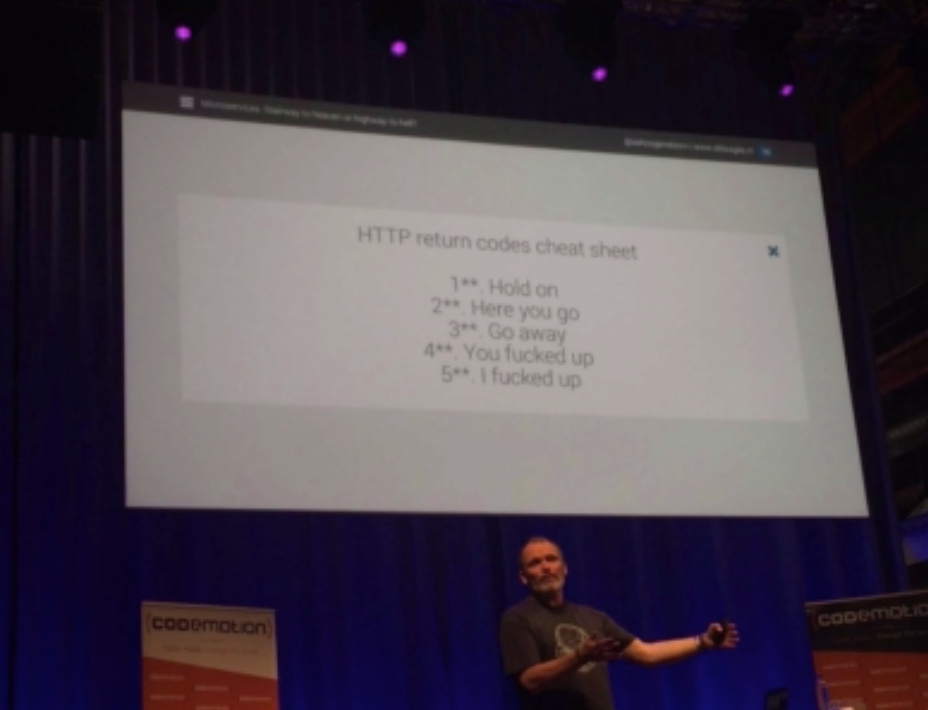 Microservices. Stairway to heaven or highway to hell?
HTTP return codes cheat sheet
1**. Hold on
2**. Here you go
3**. Go away
4**. You fucked up
5**. I fucked up
{codemotion}
{codemotion